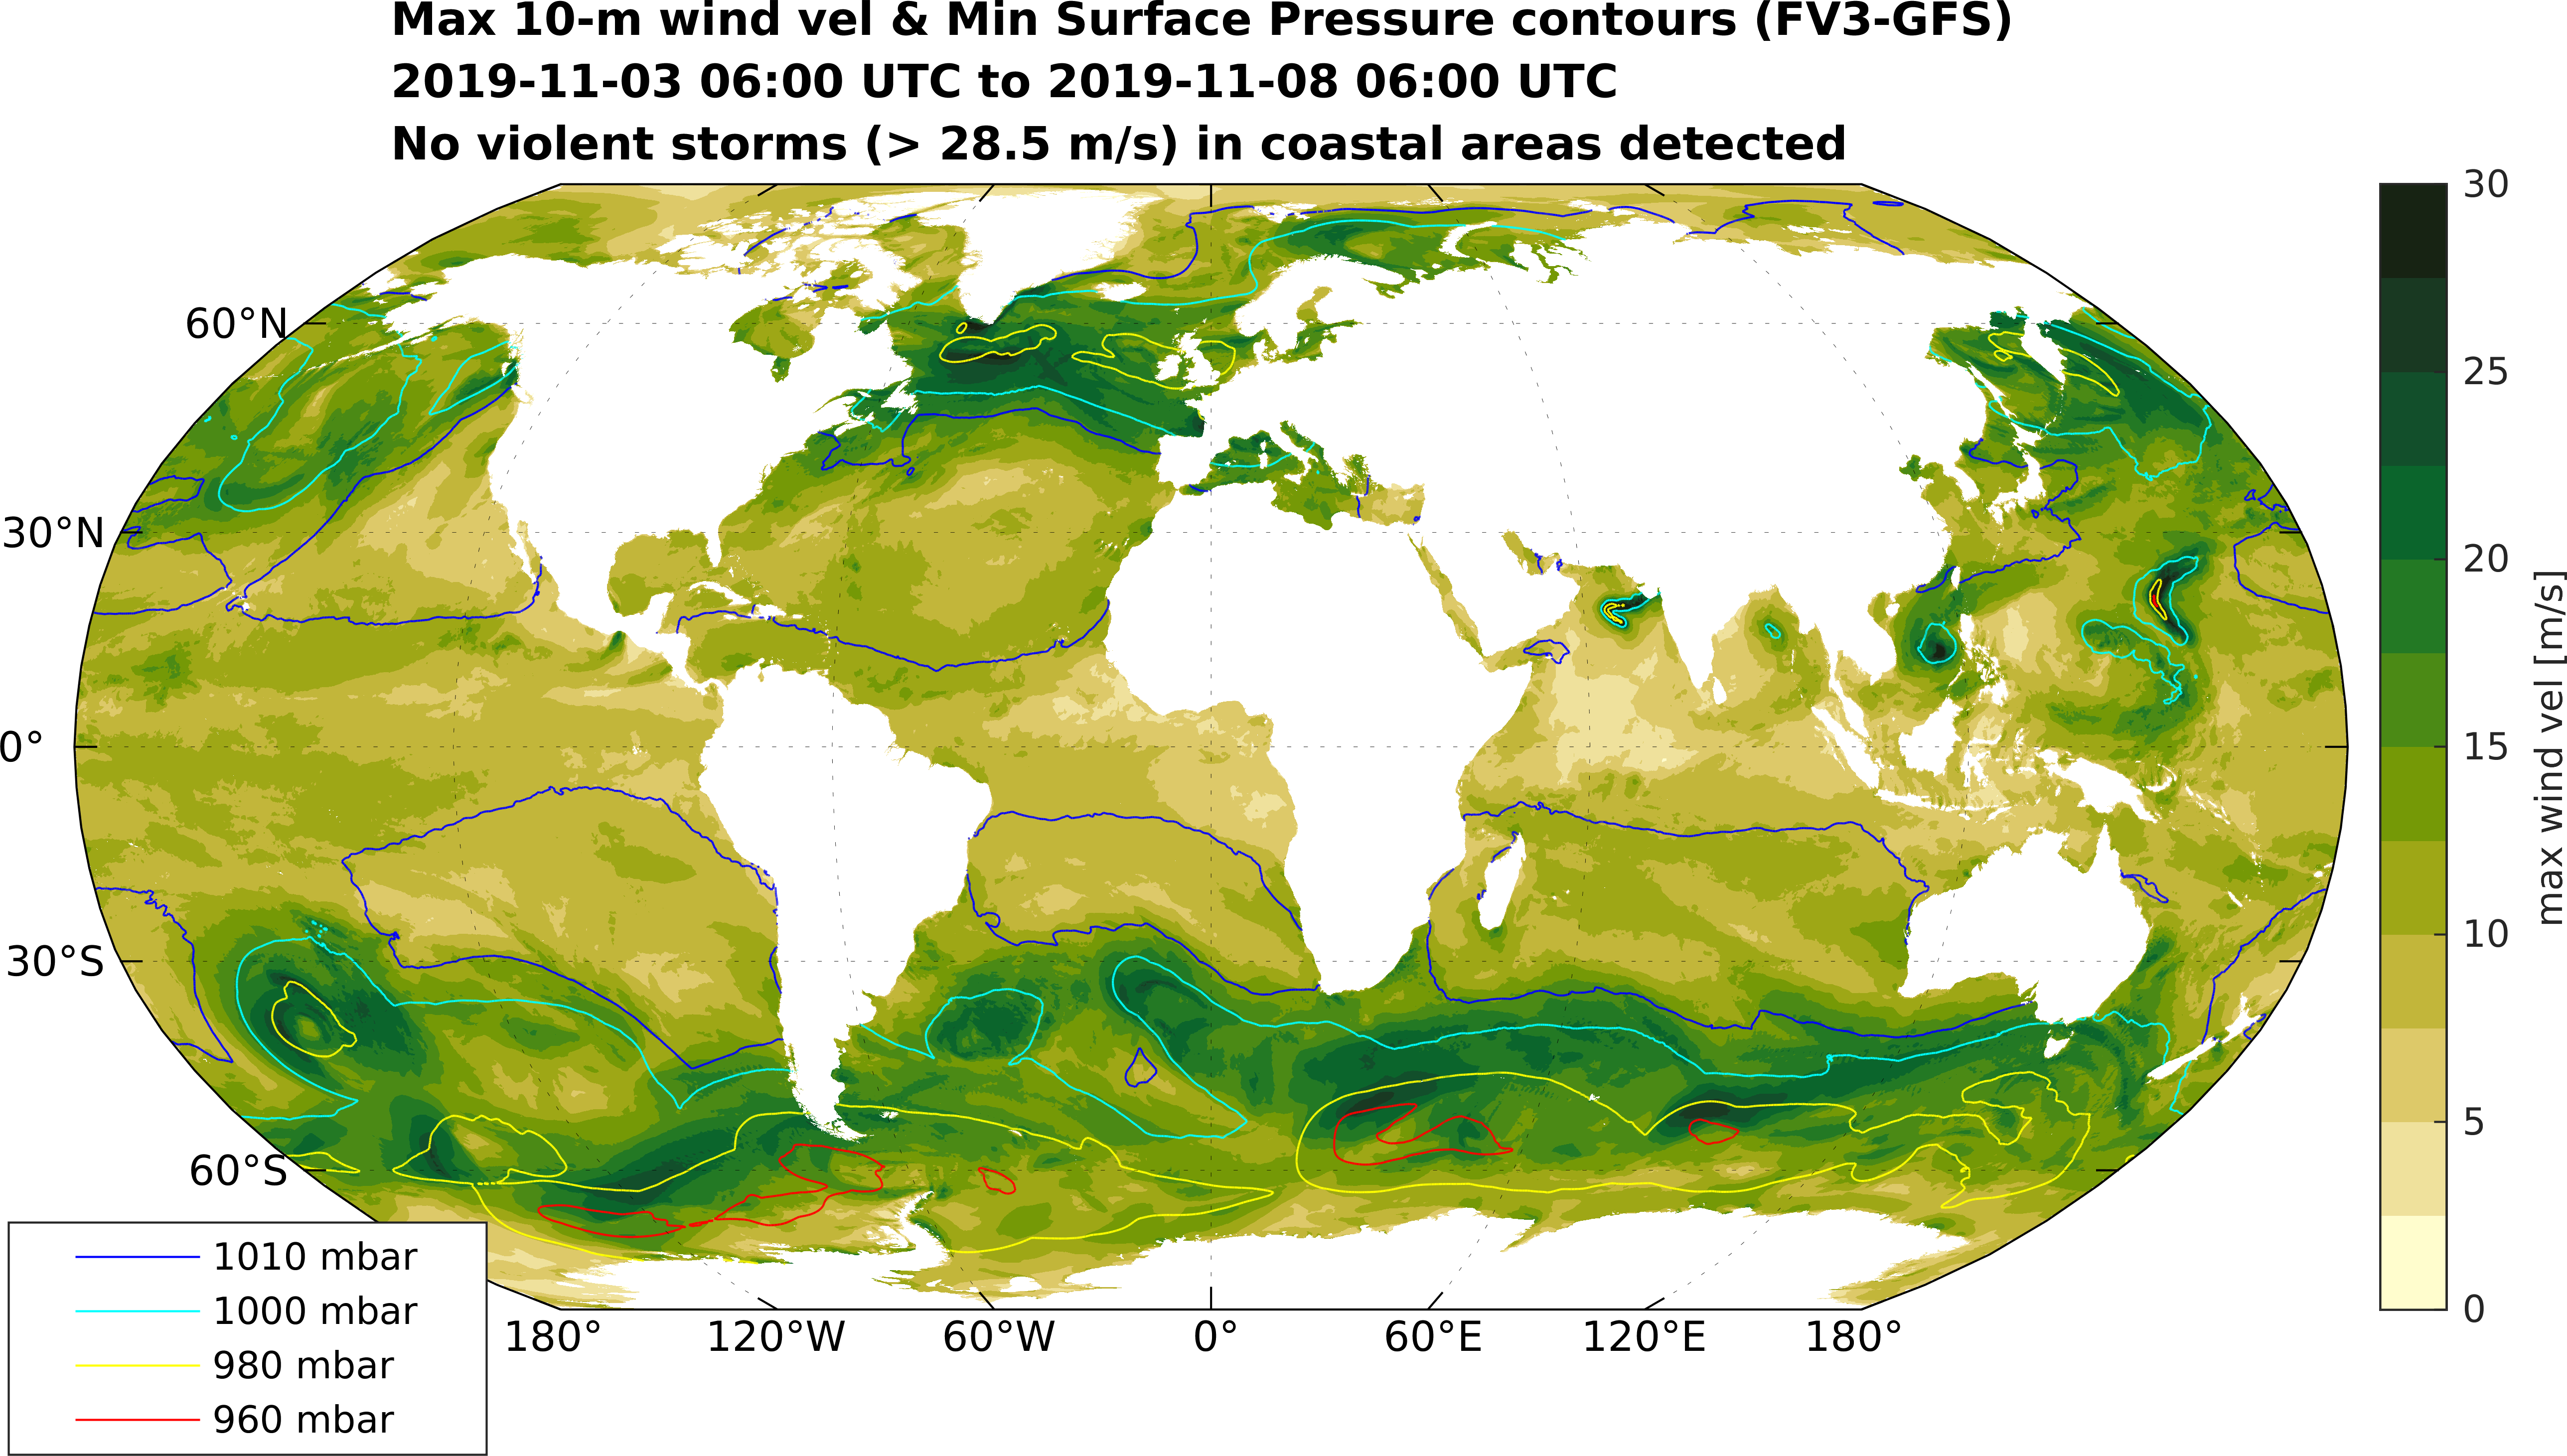 Max 10-m wind vel & Min Surface Pressure contours (FV3-GFS)
2019-11-03 06:00 UTC to 2019-11-08 06:00 UTC
No violent storms (> 28.5 m/s) in coastal areas detected
60°N
30°N
0°
30°S
60°S
180°
120°W
60°W
0°
60°E
120°E
180°
1010 mbar
1000 mbar
980 mbar
960 mbar
30
25
20
15
10
5
0
max wind vel [m/s]